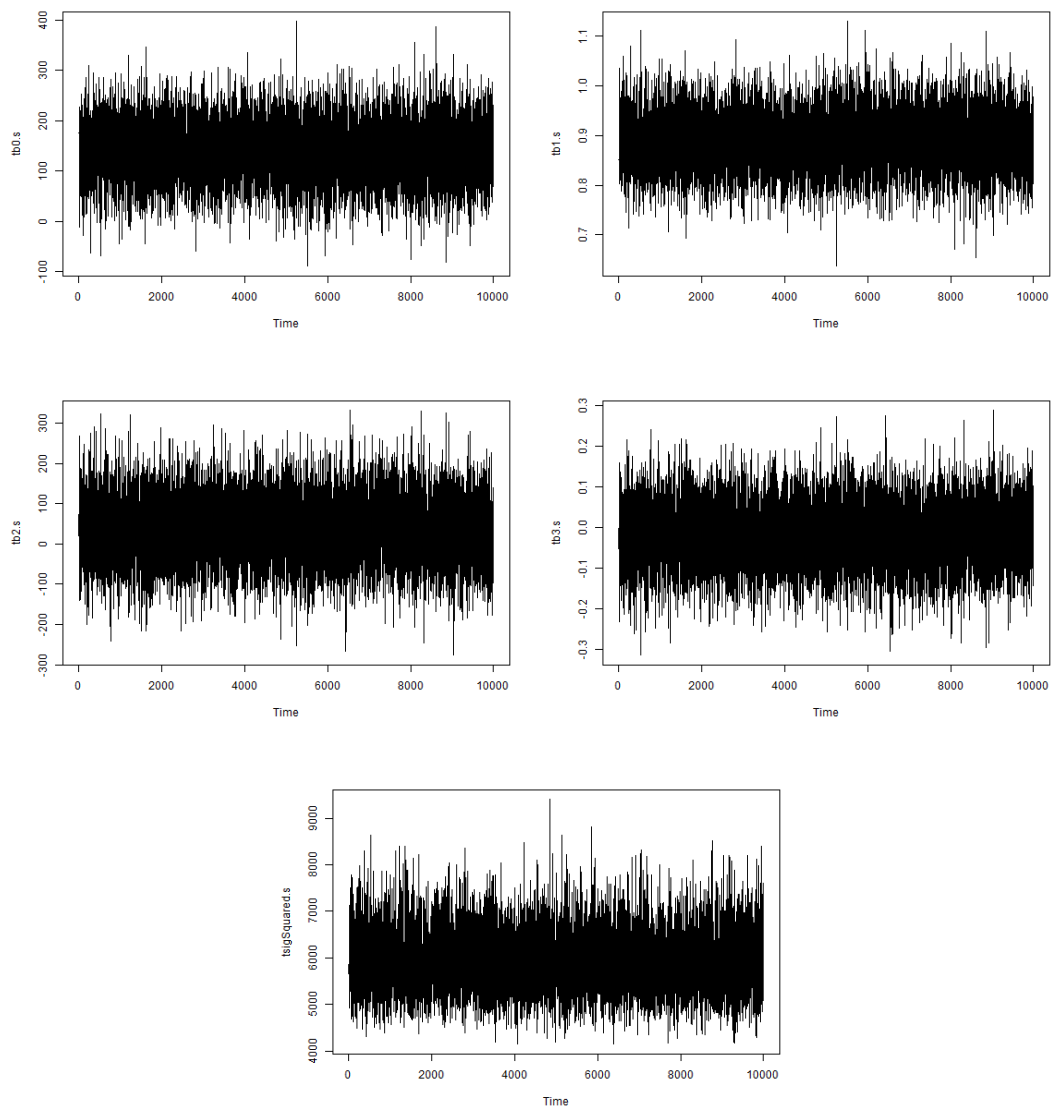 tb0.s
-100 0 100 200 300 400
0 2000 4000 6000 8000 10000
Time
tb1.s
0.7 0.8 0.9 1.0 1.1
0 2000 4000 6000 8000 10000
Time
tb2.s
-300 -200 -100 0 100 200 300
0 2000 4000 6000 8000 10000
Time
tb3.s
-0.3 -0.2 -0.1 0.0 0.1 0.2 0.3
0 2000 4000 6000 8000 10000
Time
tsigSquared.s
4000 5000 6000 7000 8000 9000
0 2000 4000 6000 8000 10000
Time